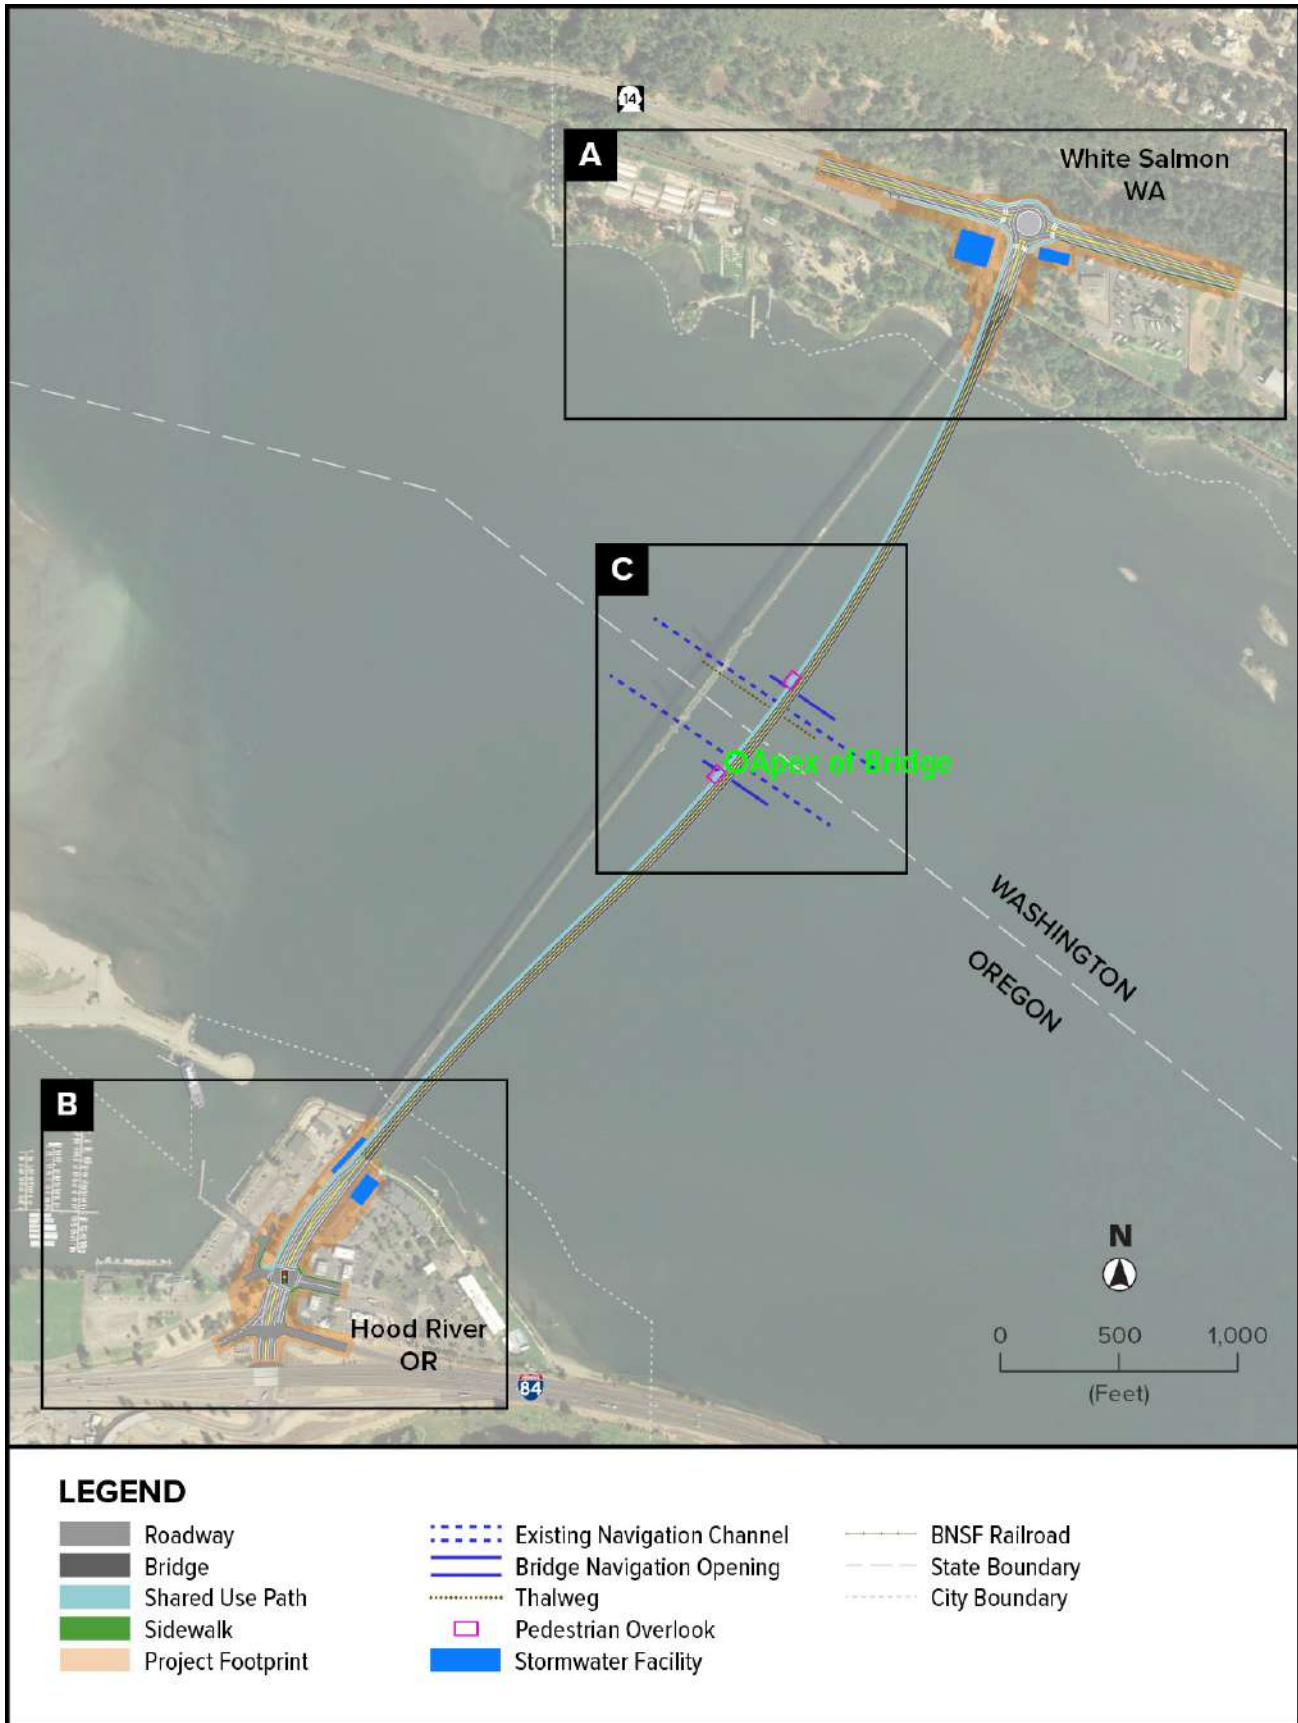 14
A
White Salmon
WA
C
Apex of Bridge
WASHINGTON
OREGON
B
N
0 500 1,000
(Feet)
Hood River
OR
84
LEGEND
Roadway
Bridge
Shared Use Path
Sidewalk
Project Footprint
Existing Navigation Channel
Bridge Navigation Opening
Thalweg
Pedestrian Overlook
Stormwater Facility
BNSF Railroad
State Boundary
City Boundary